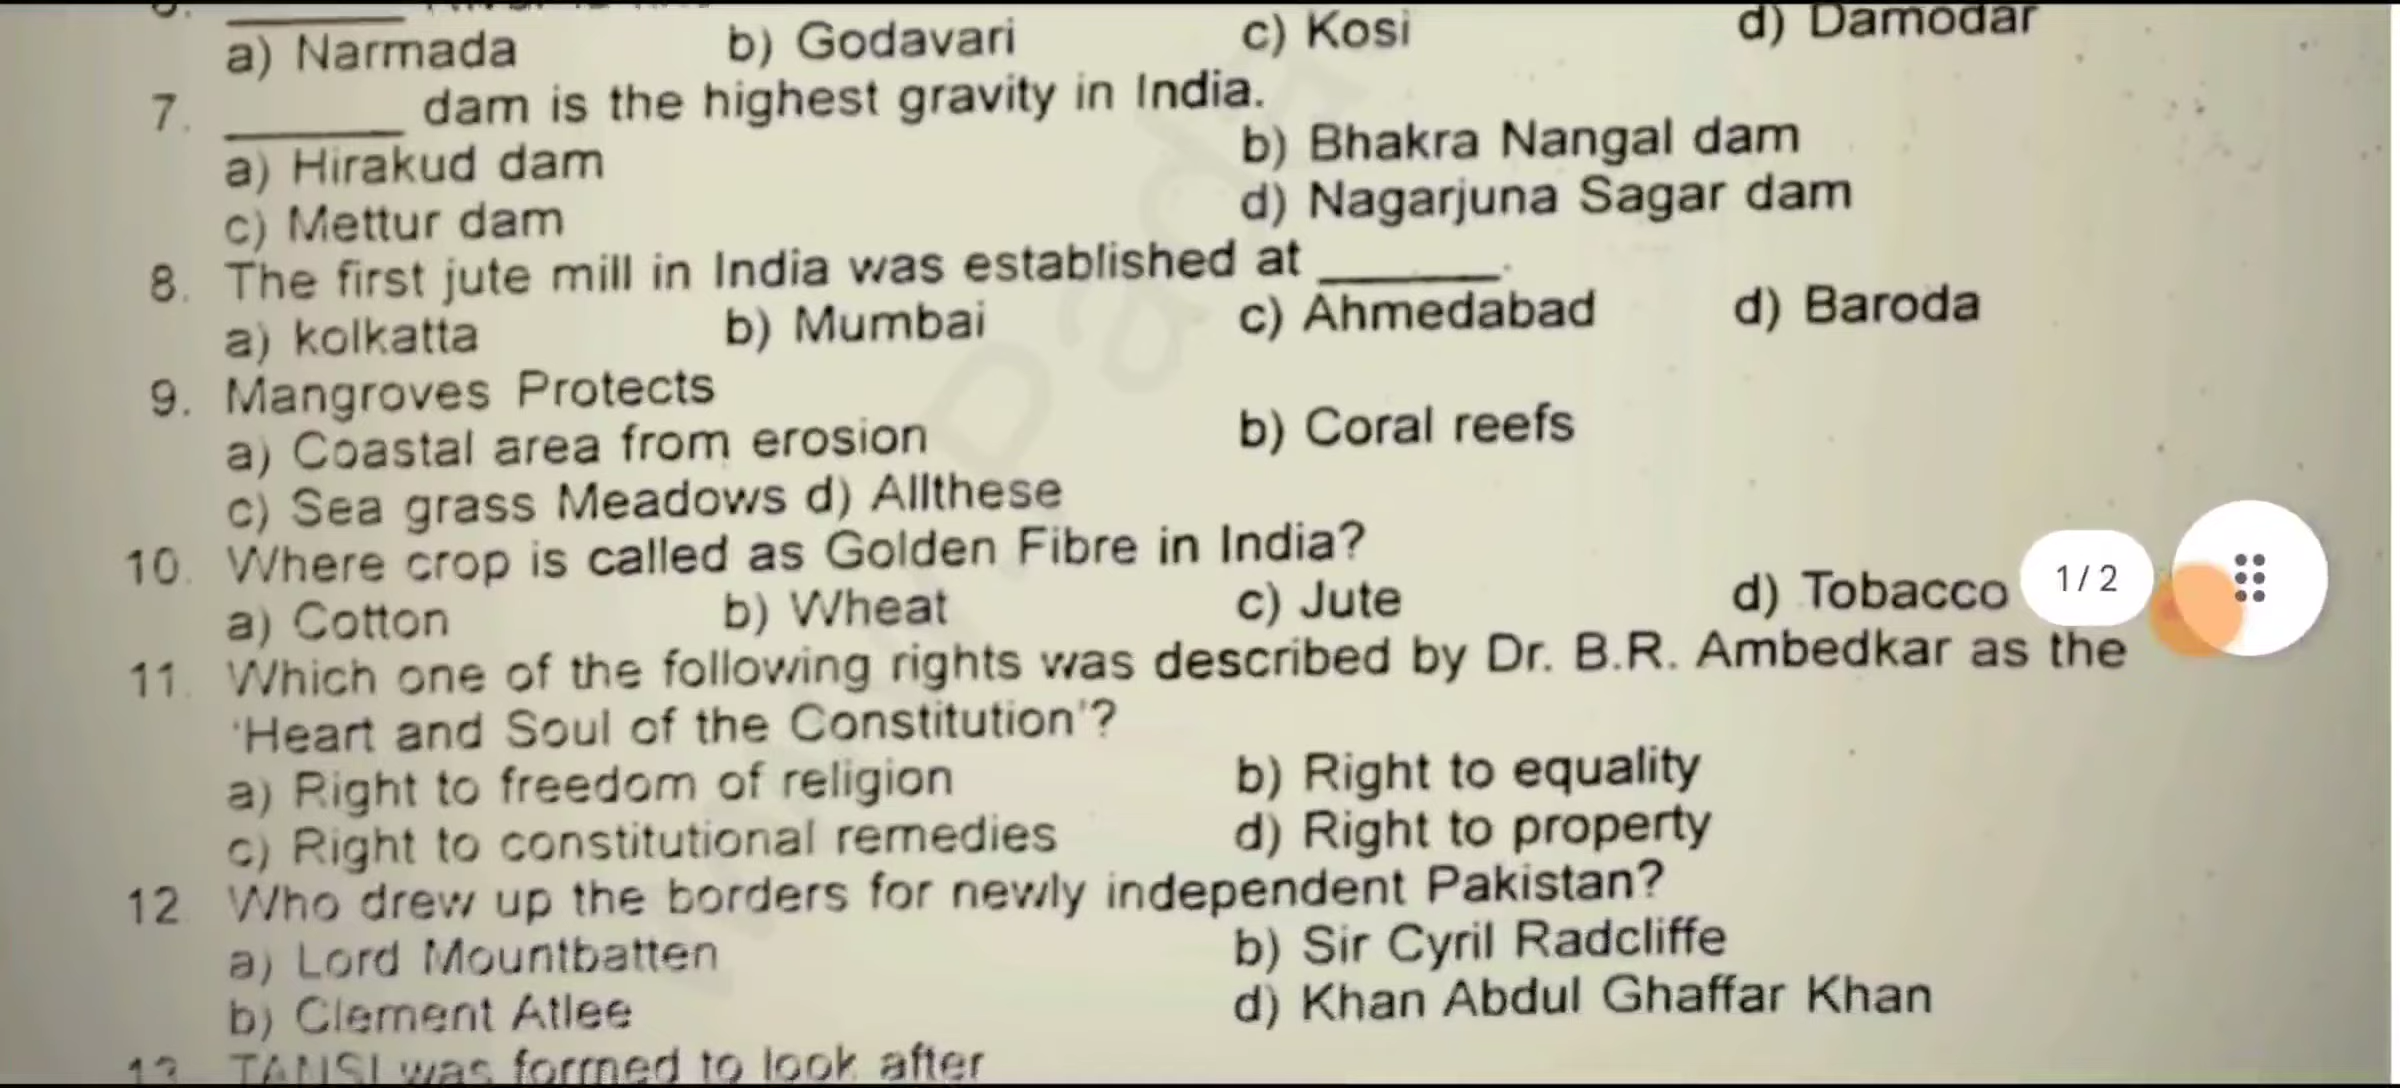 a) Narmada b) Godavari c) Kosi d) Damodar
7. ________ dam is the highest gravity in India.
a) Hirakud dam b) Bhakra Nangal dam
c) Mettur dam d) Nagarjuna Sagar dam
8. The first jute mill in India was established at ________.
a) kolkatta b) Mumbai c) Ahmedabad d) Baroda
9. Mangroves Protects
a) Coastal area from erosion b) Coral reefs
c) Sea grass Meadows d) Allthese
10. Where crop is called as Golden Fibre in India?
a) Cotton b) Wheat c) Jute d) Tobacco
1 / 2
11. Which one of the following rights was described by Dr. B.R. Ambedkar as the
'Heart and Soul of the Constitution'?
a) Right to freedom of religion b) Right to equality
c) Right to constitutional remedies d) Right to property
12 Who drew up the borders for newly independent Pakistan?
a) Lord Mountbatten b) Sir Cyril Radcliffe
b) Clement Atlee d) Khan Abdul Ghaffar Khan
13 TANSI was formed to look after